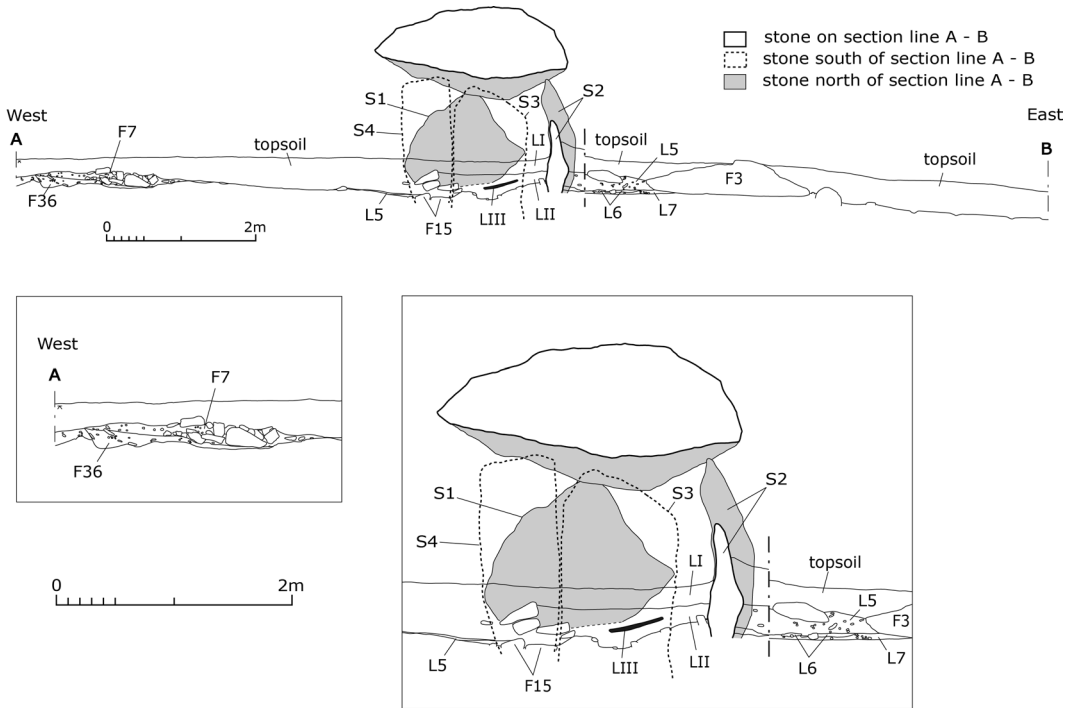 stone on section line A - B
stone south of section line A - B
stone north of section line A - B
West
A
F7
F36
topsoil
S1
S4
S3
S2
LI
topsoil
L5
F3
topsoil
East
B
L5
F15
LIII
LII
L6
L7
0 2m
West
A
F7
F36
0 2m
S1
S4
S3
S2
LI
topsoil
L5
F3
L5
F15
LIII
LII
L6
L7